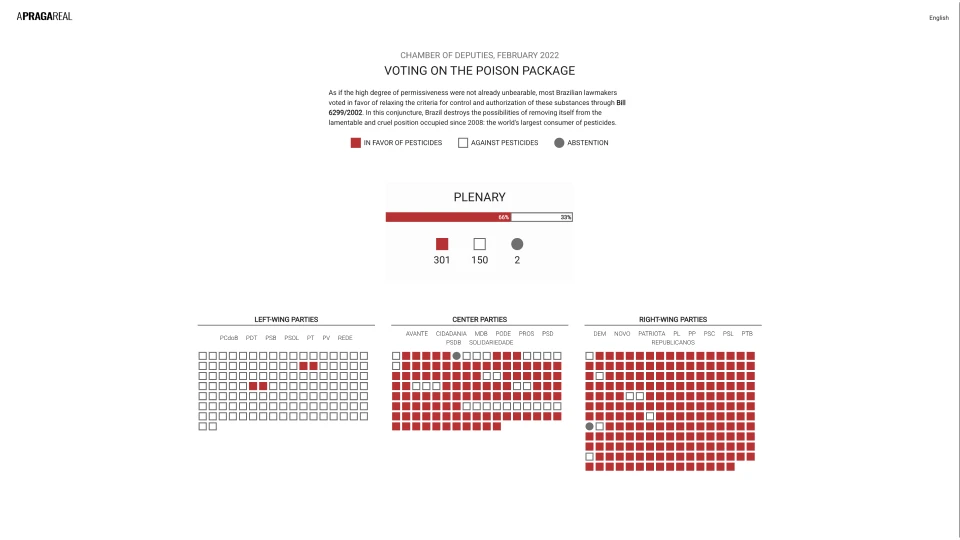 APRAGAREAL
English
CHAMBER OF DEPUTIES, FEBRUARY 2022
VOTING ON THE POISON PACKAGE
As if the high degree of permissiveness were not already unbearable, most Brazilian lawmakers
voted in favor of relaxing the criteria for control and authorization of these substances through Bill
6299/2002. In this conjuncture, Brazil destroys the possibilities of removing itself from the
lamentable and cruel position occupied since 2008: the world's largest consumer of pesticides.
IN FAVOR OF PESTICIDES AGAINST PESTICIDES ABSTENTION
PLENARY
66% 33%
301 150 2
LEFT-WING PARTIES
PCdoB PDT PSB PSOL PT PV REDE
CENTER PARTIES
AVANTE CIDADANIA MDB PODE PROS PSD
PSDB SOLIDARIEDADE
RIGHT-WING PARTIES
DEM NOVO PATRIOTA PL PP PSC PSL PTB
REPUBLICANOS